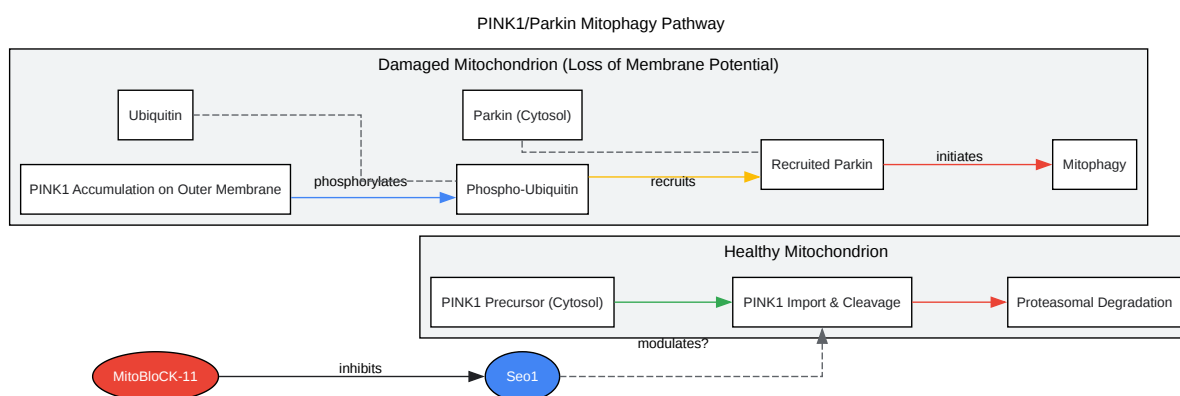 PINK1/Parkin Mitophagy Pathway
Damaged Mitochondrion (Loss of Membrane Potential)
Ubiquitin
Parkin (Cytosol)
PINK1 Accumulation on Outer Membrane
phosphorylates
Phospho-Ubiquitin
recruits
Recruited Parkin
initiates
Mitophagy
Healthy Mitochondrion
PINK1 Precursor (Cytosol)
PINK1 Import & Cleavage
Proteasomal Degradation
modulates?
MitoBloCK-11
inhibits
Seo1